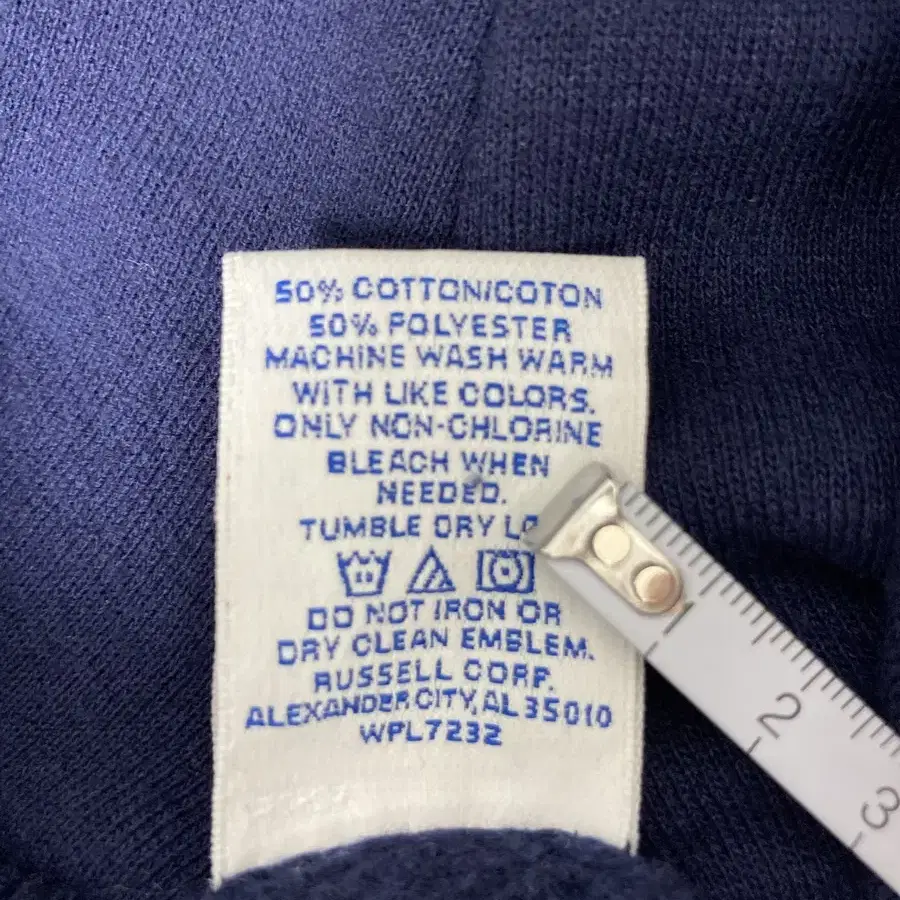 50% COTTON/COTON
50% POLYESTER
MACHINE WASH WARM
WITH LIKE COLORS.
ONLY NON-CHLORINE
BLEACH WHEN
NEEDED.
TUMBLE DRY
DO NOT IRON OR
DRY CLEAN EMBLEM.
RUSSELL CORP.
ALEXANDER CITY, AL 35010
WPL7232
1
2
3